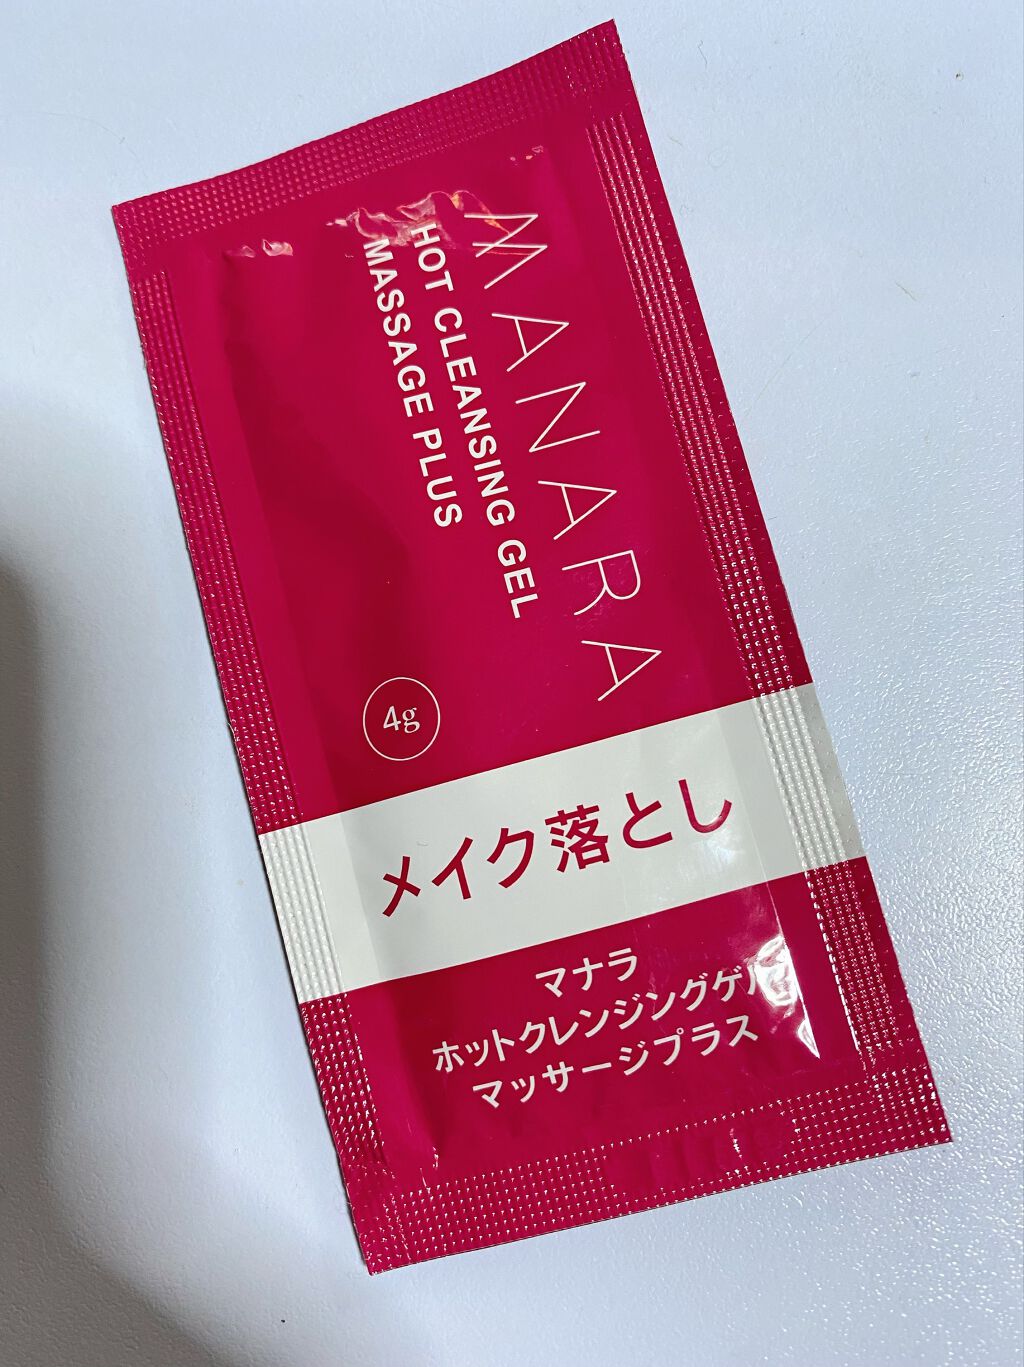 MANARA
HOT CLEANSING GEL
MASSAGE PLUS
4g
メイク落とし
マナラ
ホットクレンジングゲル
マッサージプラス